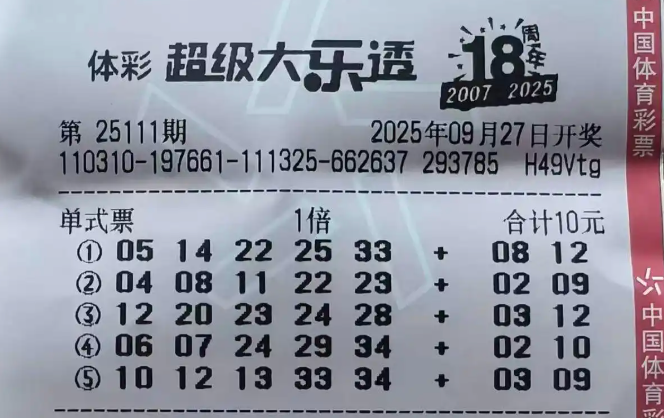 体彩 超级大乐透 18周年
2007 2025
第 25111期 2025年09月27日开奖
110310-197661-111325-662637 293785 H49Vtg
单式票 1倍 合计10元
① 05 14 22 25 33 + 08 12
② 04 08 11 22 23 + 02 09
③ 12 20 23 24 28 + 03 12
④ 06 07 24 29 34 + 02 10
⑤ 10 12 13 33 34 + 03 09
中国体育彩票
中国体育